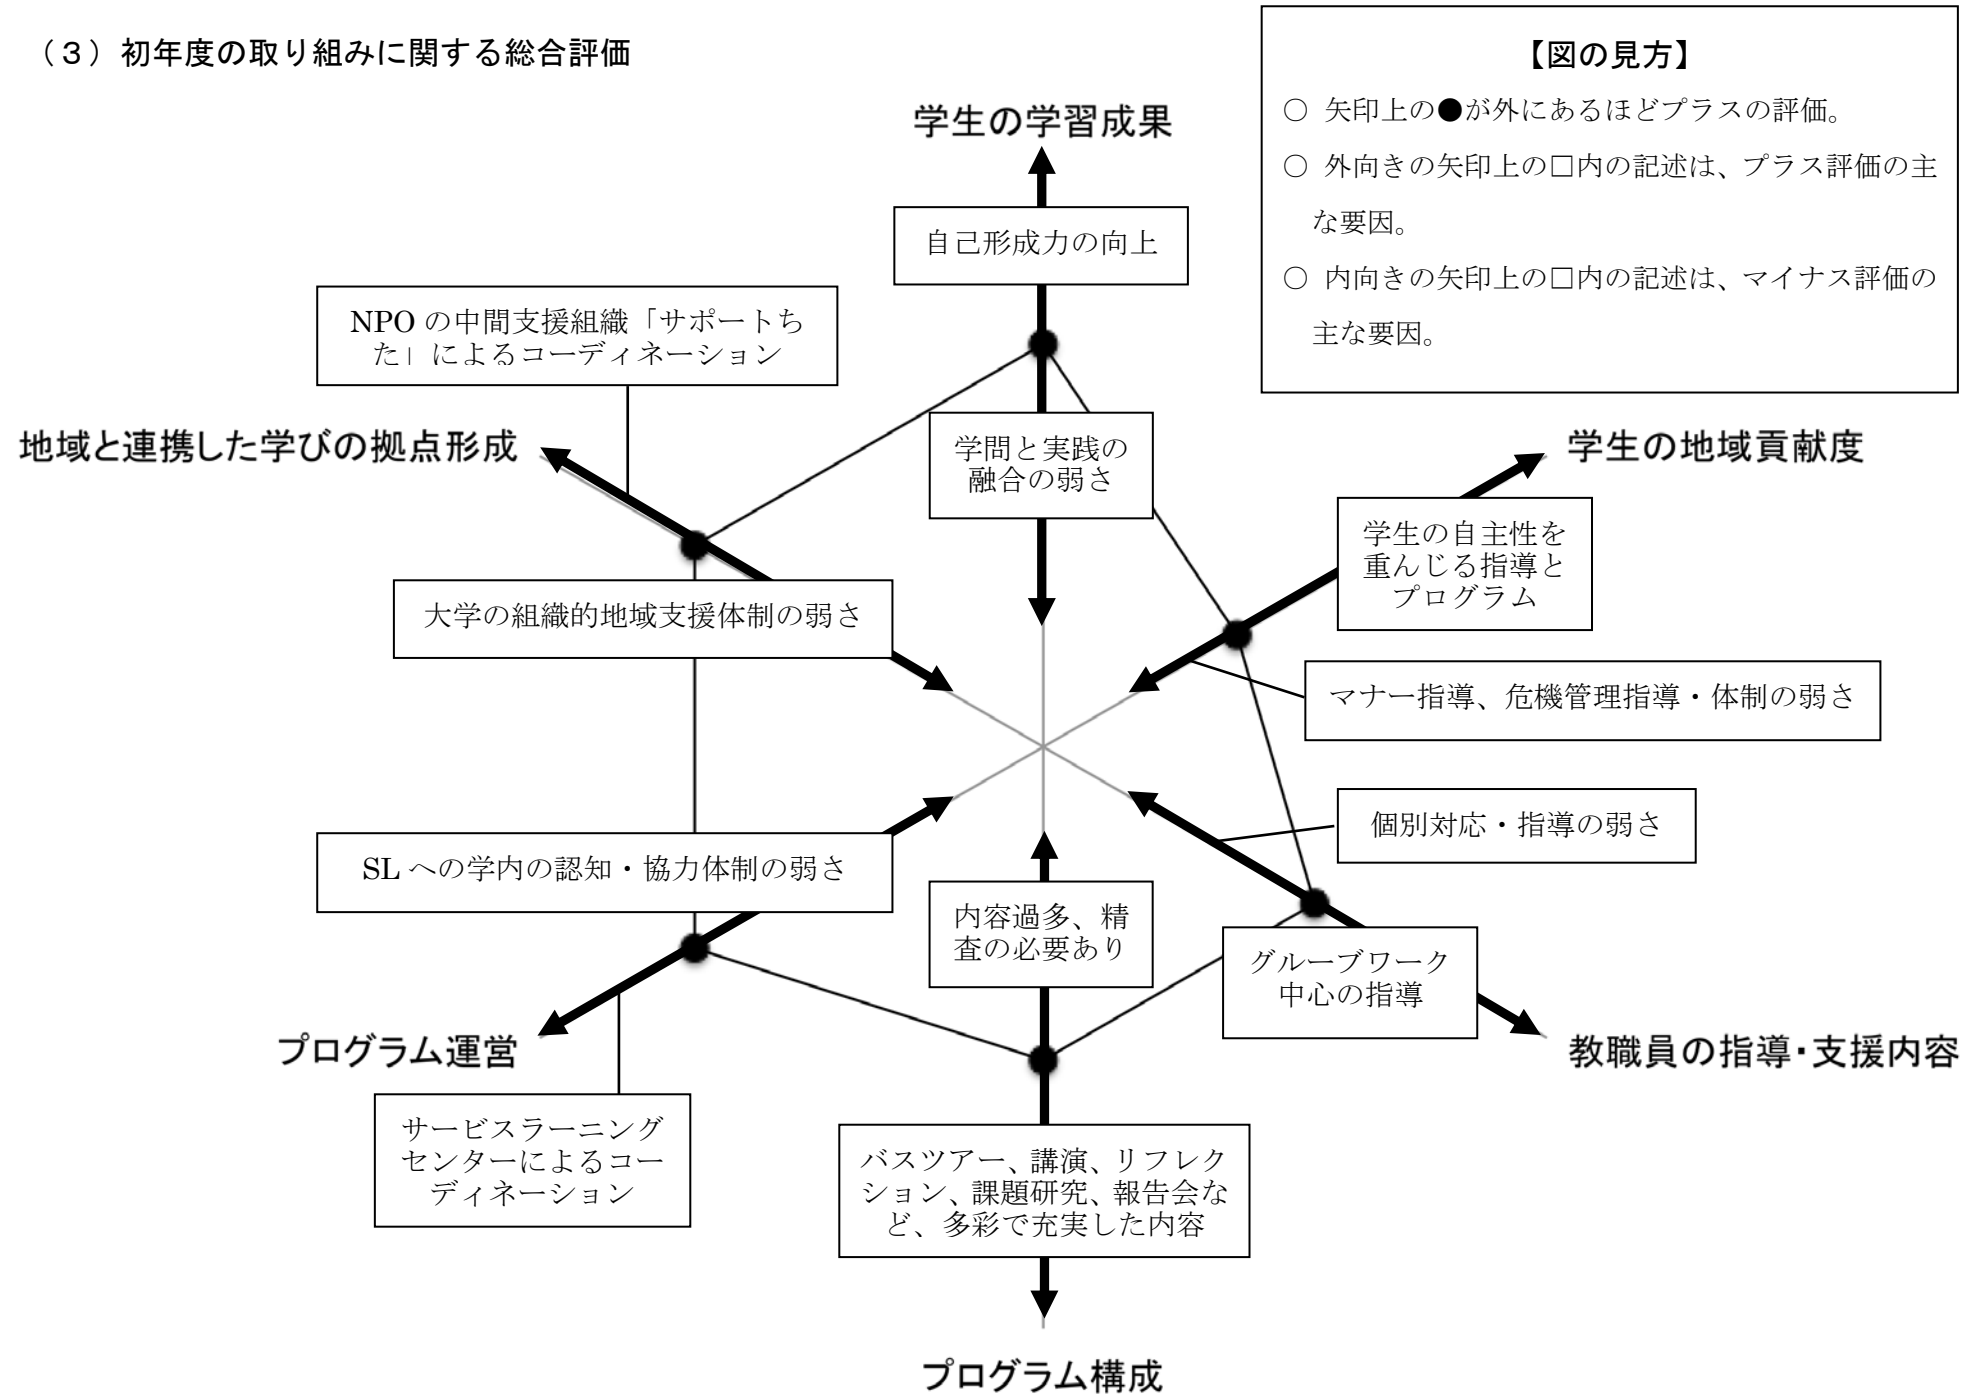 （３）初年度の取り組みに関する総合評価
【図の見方】
○ 矢印上の●が外にあるほどプラスの評価。
○ 外向きの矢印上の□内の記述は、プラス評価の主
な要因。
○ 内向きの矢印上の□内の記述は、マイナス評価の
主な要因。
学生の学習成果
自己形成力の向上
NPO の中間支援組織「サポートち
た」によるコーディネーション
地域と連携した学びの拠点形成
学問と実践の
融合の弱さ
学生の地域貢献度
学生の自主性を
重んじる指導と
プログラム
大学の組織的地域支援体制の弱さ
マナー指導、危機管理指導・体制の弱さ
個別対応・指導の弱さ
SL への学内の認知・協力体制の弱さ
内容過多、精
査の必要あり
グループワーク
中心の指導
プログラム運営
教職員の指導・支援内容
サービスラーニング
センターによるコー
ディネーション
バスツアー、講演、リフレク
ション、課題研究、報告会な
ど、多彩で充実した内容
プログラム構成